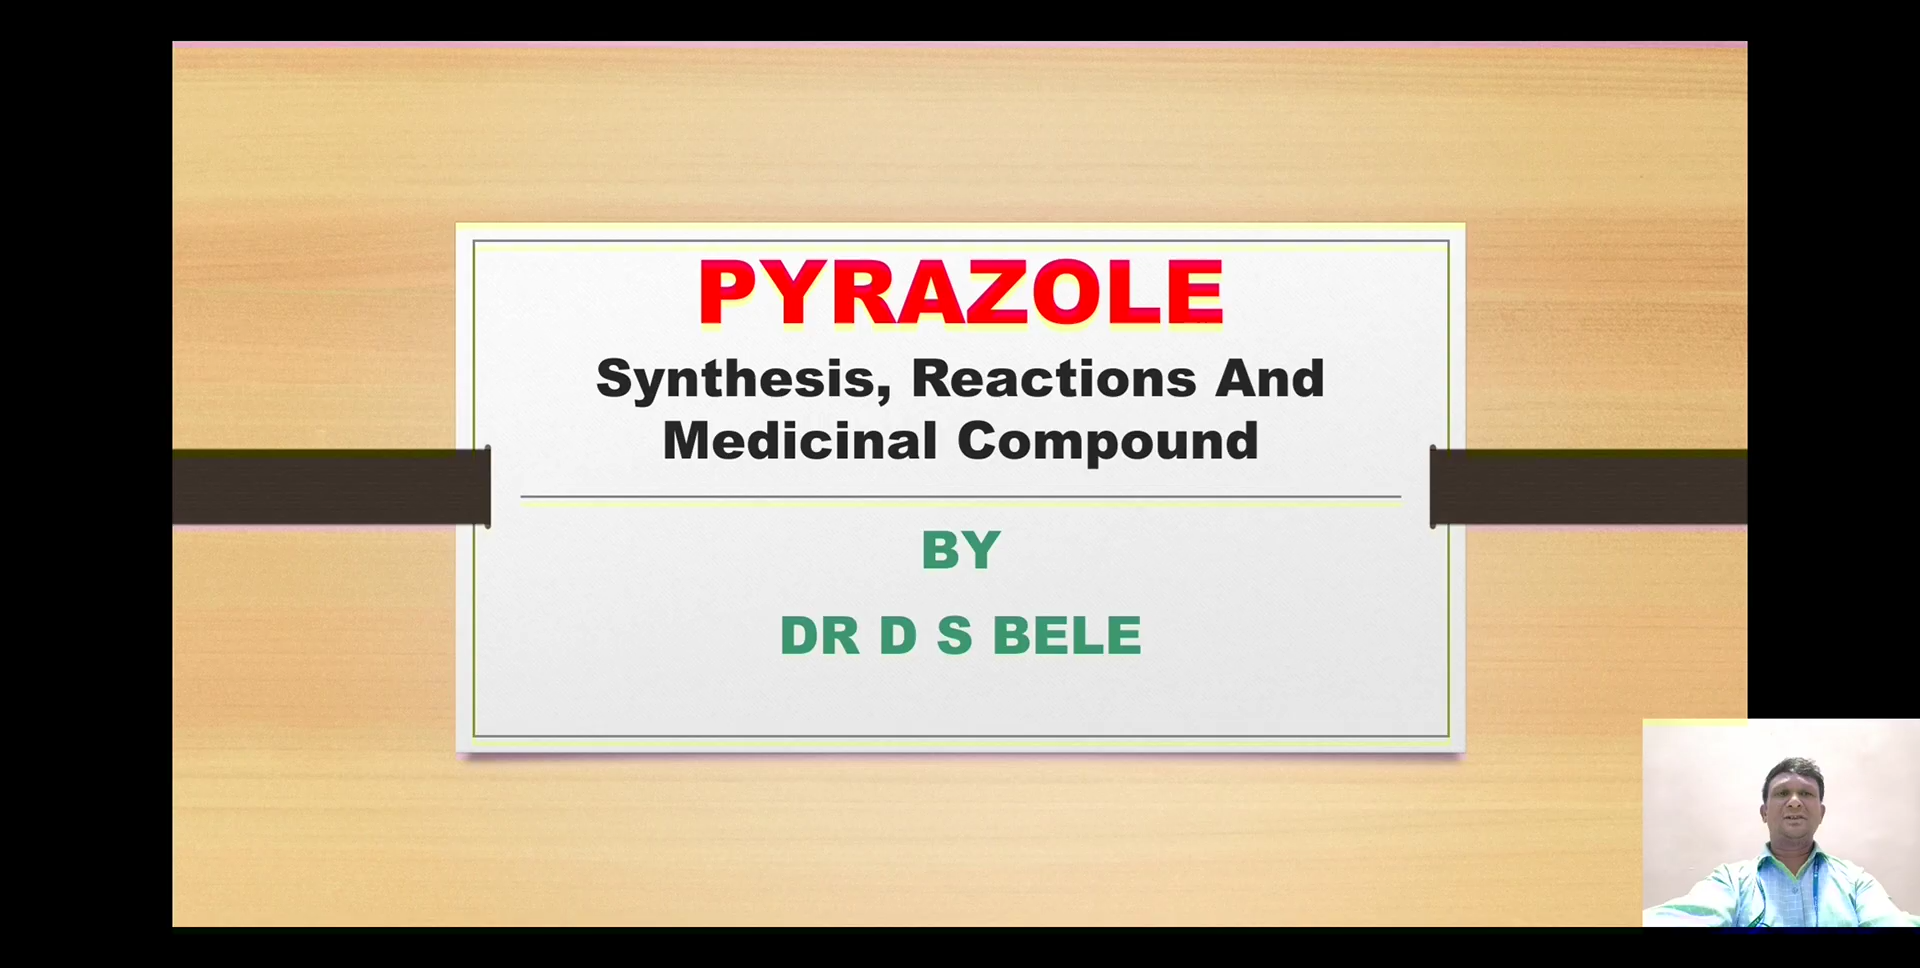 PYRAZOLE
Synthesis, Reactions And
Medicinal Compound
BY
DR D S BELE